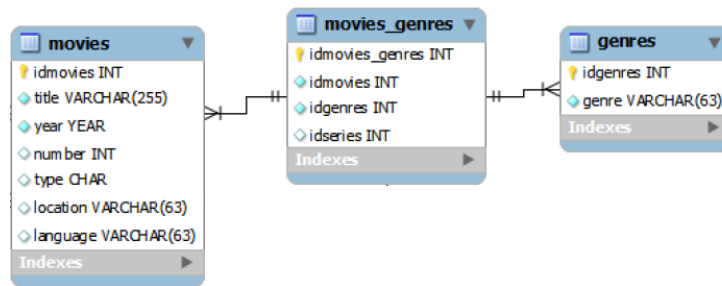 movies
idmovies INT
title VARCHAR(255)
year YEAR
number INT
type CHAR
location VARCHAR(63)
language VARCHAR(63)
Indexes
movies_genres
idmovies_genres INT
idmovies INT
idgenres INT
idseries INT
Indexes
genres
idgenres INT
genre VARCHAR(63)
Indexes